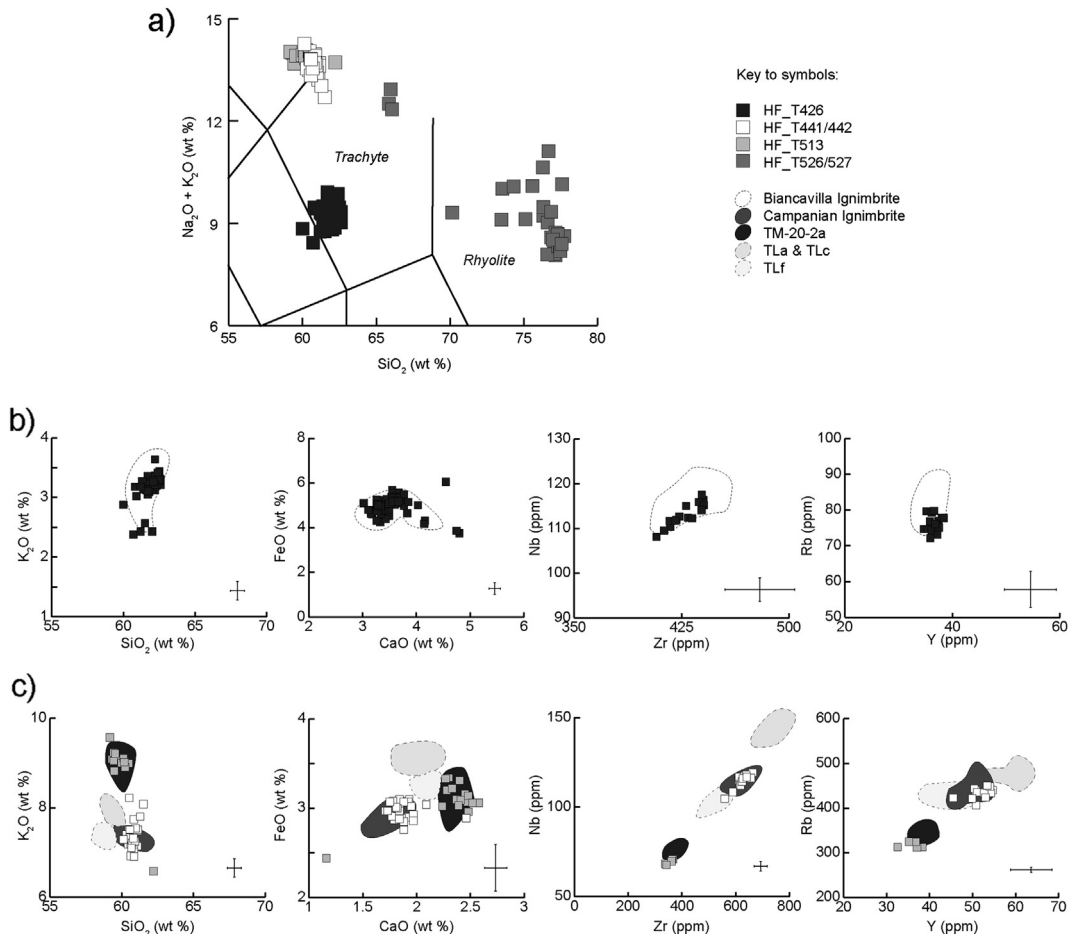 a)
15
12
9
6
Na₂O + K₂O (wt %)
Trachyte
Rhyolite
55 60 65 70 75 80
SiO₂ (wt %)
Key to symbols:
HF_T426
HF_T441/442
HF_T513
HF_T526/527
Biancavilla Ignimbrite
Campanian Ignimbrite
TM-20-2a
TLa & TLc
TLf
b)
4
3
2
1
K₂O (wt %)
60 65 70
SiO₂ (wt %)
8
6
4
2
0
FeO (wt %)
2 3 4 5 6
CaO (wt %)
130
120
110
100
90
Nb (ppm)
350 425 500
Zr (ppm)
100
90
80
70
60
50
Rb (ppm)
20 40 60
Y (ppm)
c)
10
9
8
7
6
K₂O (wt %)
55 60 65 70
SiO₂ (wt %)
4
3
2
FeO (wt %)
1 1.5 2 2.5 3
CaO (wt %)
150
100
50
Nb (ppm)
0 200 400 600 800
Zr (ppm)
600
500
400
300
200
Rb (ppm)
20 30 40 50 60 70
Y (ppm)